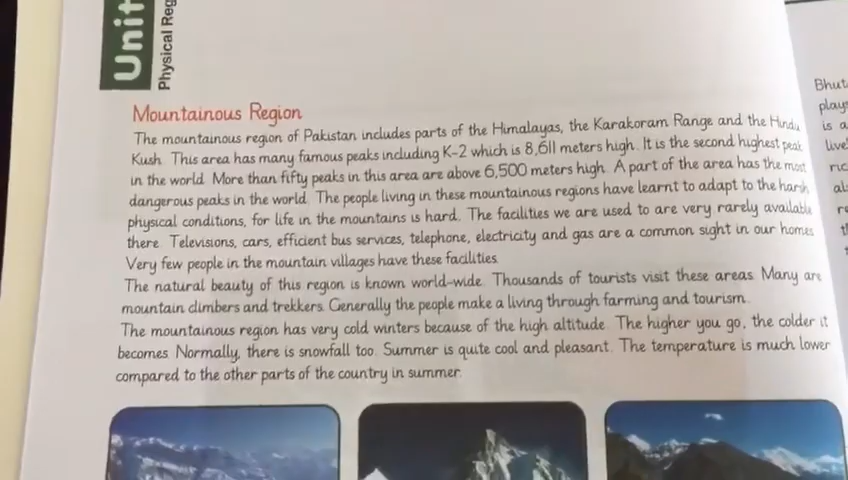 Unit
Physical Reg
Mountainous Region
The mountainous region of Pakistan includes parts of the Himalayas, the Karakoram Range and the Hindu
Kush. This area has many famous peaks including K-2 which is 8,611 meters high. It is the second highest peak
in the world. More than fifty peaks in this area are above 6,500 meters high. A part of the area has the most
dangerous peaks in the world. The people living in these mountainous regions have learnt to adapt to the harsh
physical conditions, for life in the mountains is hard. The facilities we are used to are very rarely available
there. Televisions, cars, efficient bus services, telephone, electricity and gas are a common sight in our homes
Very few people in the mountain villages have these facilities.
The natural beauty of this region is known world-wide. Thousands of tourists visit these areas. Many are
mountain climbers and trekkers. Generally the people make a living through farming and tourism.
The mountainous region has very cold winters because of the high altitude. The higher you go, the colder it
becomes. Normally, there is snowfall too. Summer is quite cool and pleasant. The temperature is much lower
compared to the other parts of the country in summer.
Bhut
plays
is a
live
ric
al